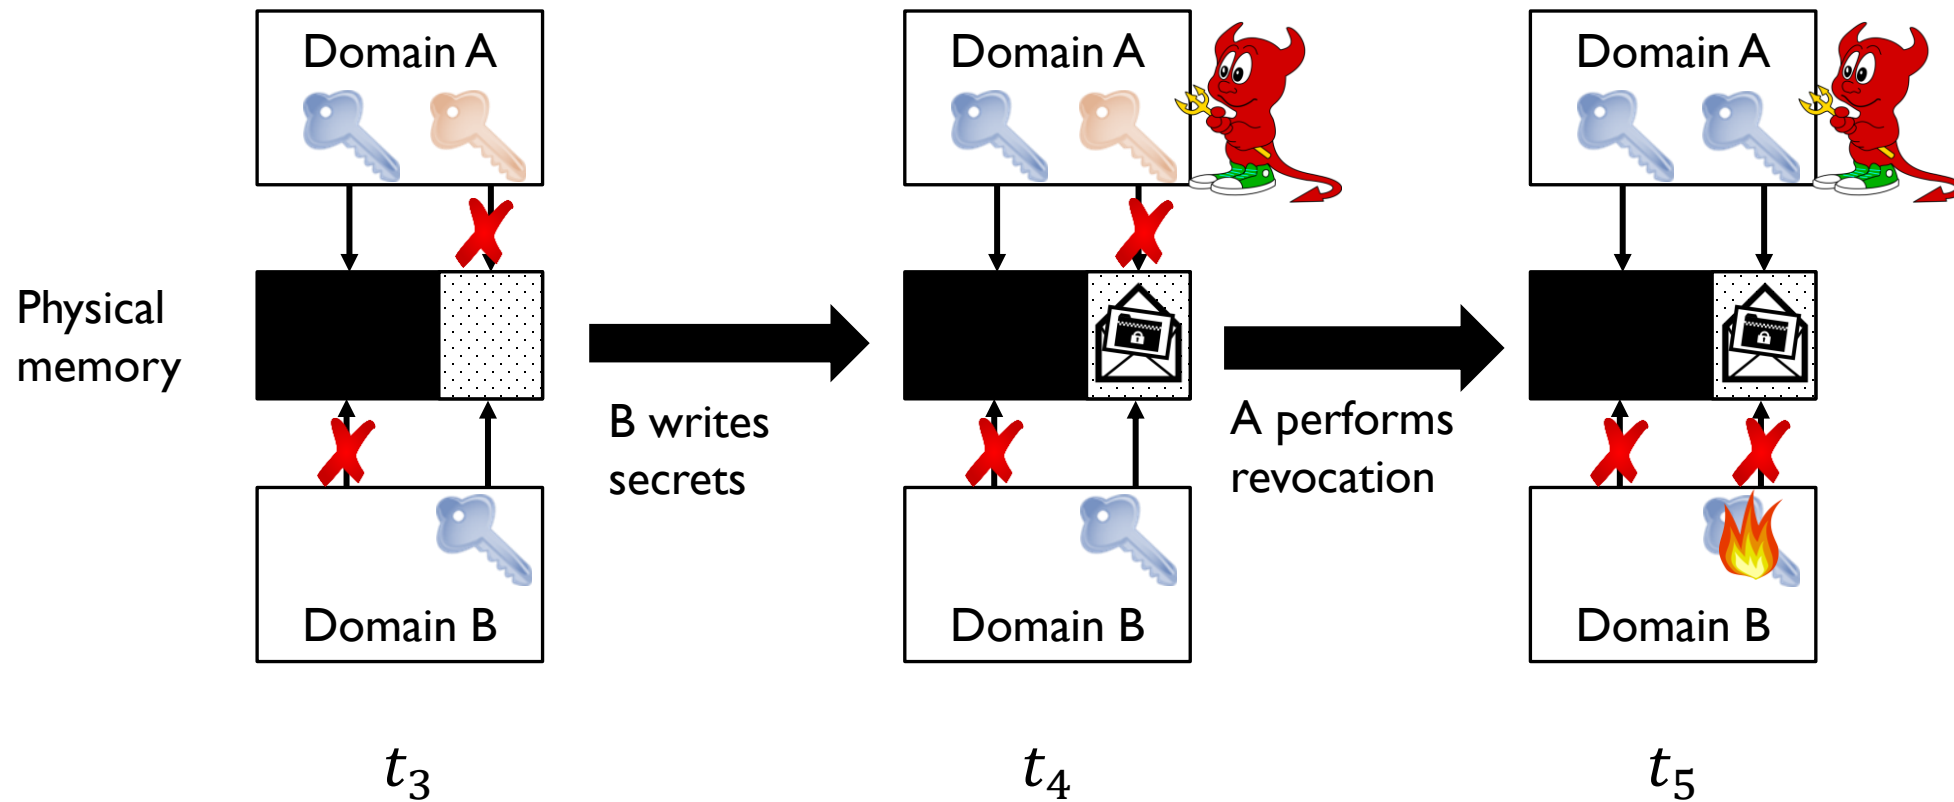 Domain A
Domain A
Domain A
Physical
memory
B writes
secrets
A performs
revocation
Domain B
Domain B
Domain B
t₃
t₄
t₅